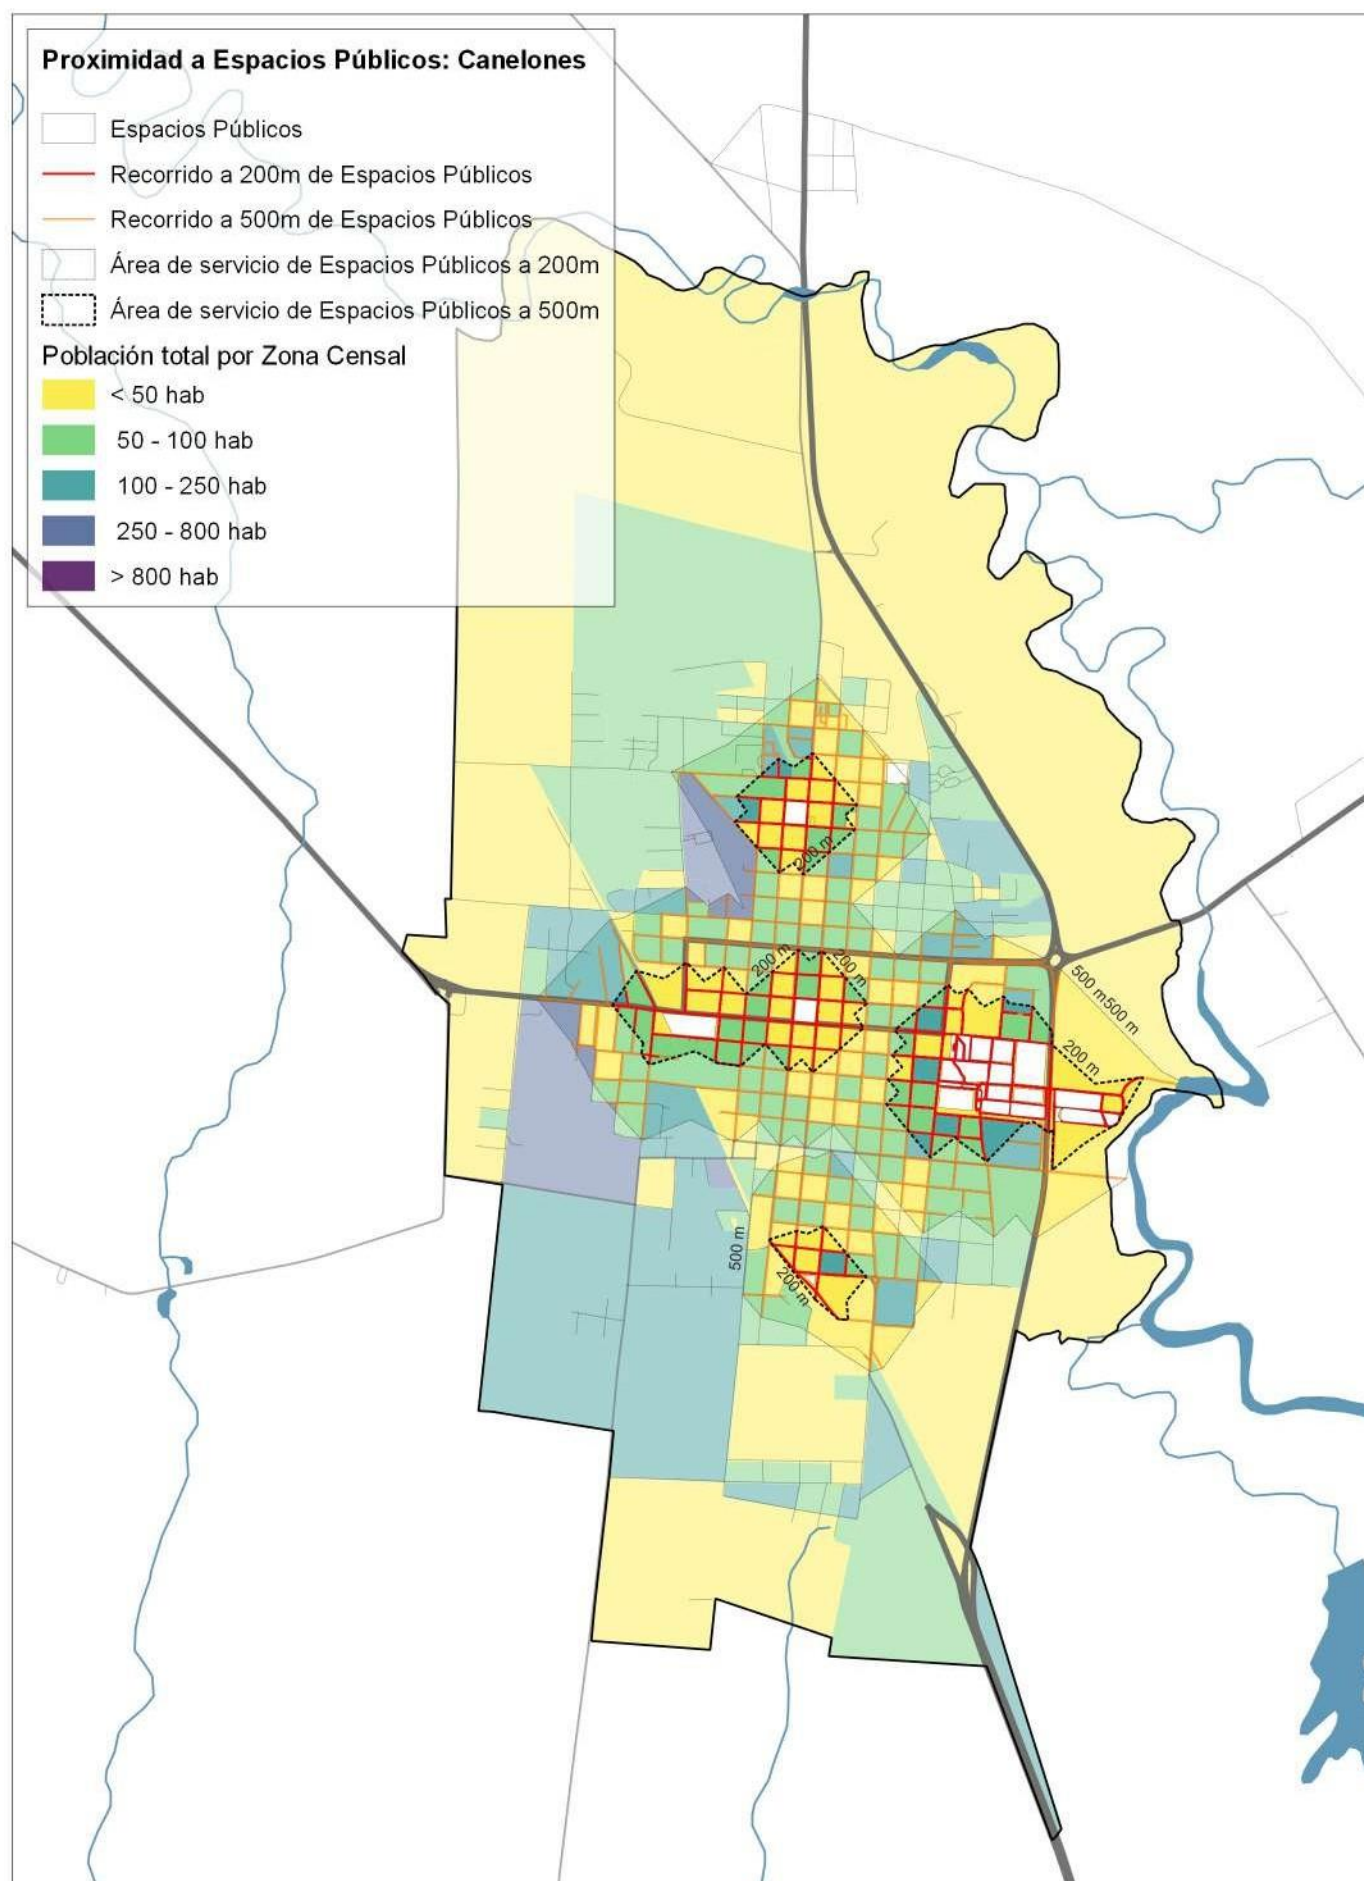 Proximidad a Espacios Públicos: Canelones
Espacios Públicos
Recorrido a 200m de Espacios Públicos
Recorrido a 500m de Espacios Públicos
Área de servicio de Espacios Públicos a 200m
Área de servicio de Espacios Públicos a 500m
Población total por Zona Censal
< 50 hab
50 - 100 hab
100 - 250 hab
250 - 800 hab
> 800 hab
200 m
200 m
200 m
500 m
500 m
200 m
500 m
200 m